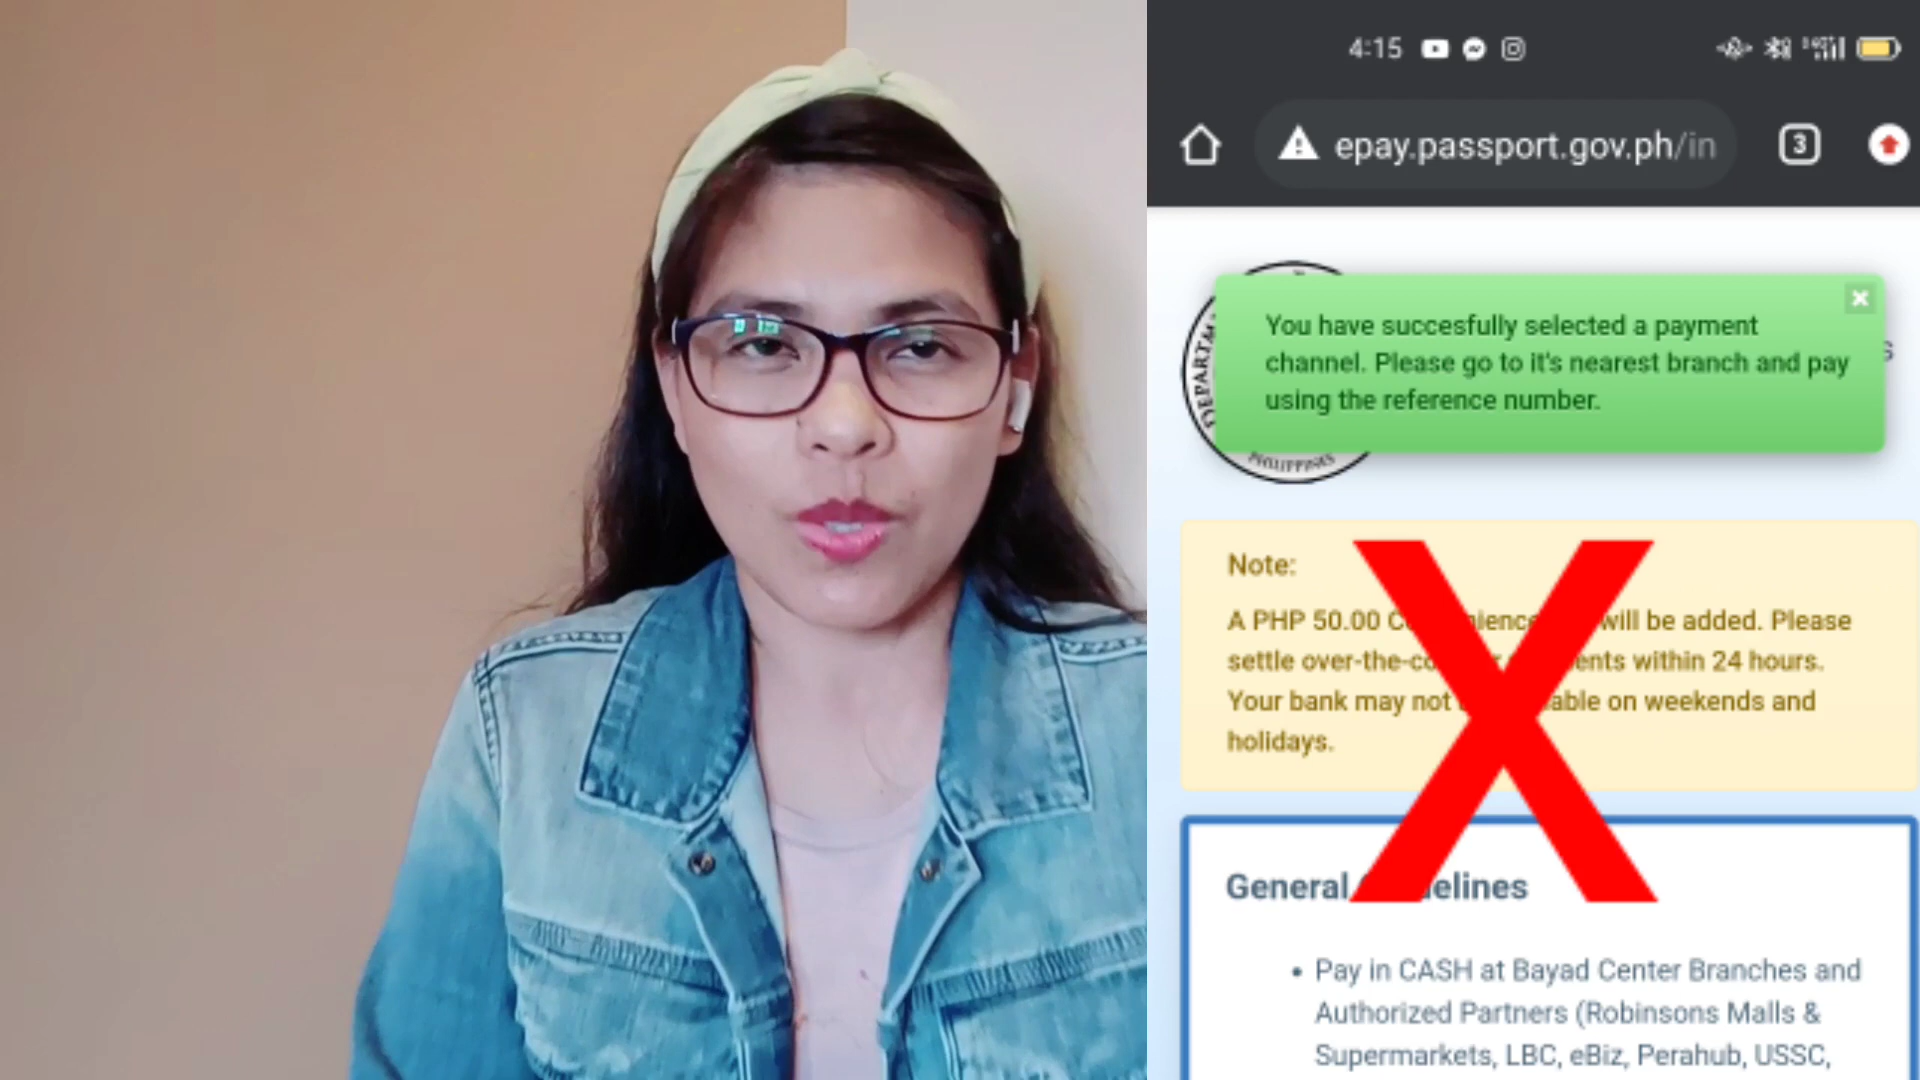 4:15
epay.passport.gov.ph/in
3
You have succesfully selected a payment
channel. Please go to it's nearest branch and pay
using the reference number.
PHILIPPINES
Note:
A PHP 50.00 will be added. Please
settle within 24 hours.
Your bank may not on weekends and
holidays.
X
General
Pay in CASH at Bayad Center Branches and
Authorized Partners (Robinsons Malls &
Supermarkets, LBC, eBiz, Perahub, USSC,